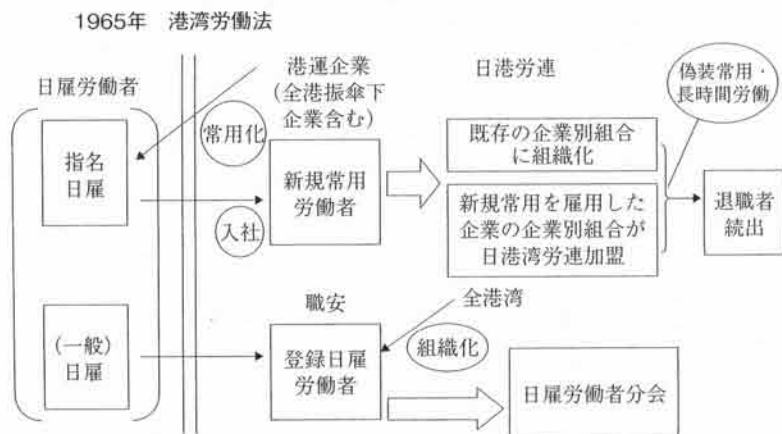 1965年 港湾労働法
日雇労働者
指名
日雇
(一般)
日雇
港運企業
(全港振傘下
企業含む)
常用化
入社
新規常用
労働者
日港労連
既存の企業別組合
に組織化
新規常用を雇用した
企業の企業別組合が
日港湾労連加盟
偽装常用・
長時間労働
退職者
続出
職安
登録日雇
労働者
全港湾
組織化
日雇労働者分会